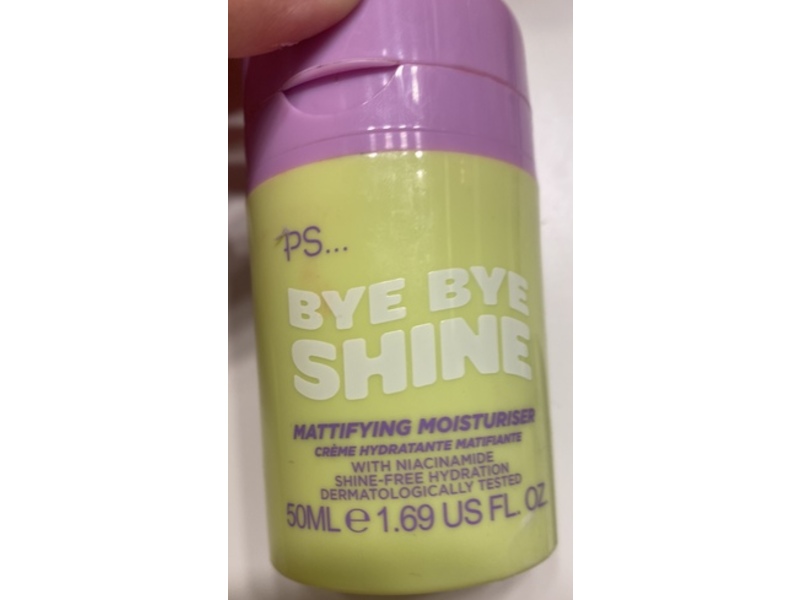 PS...
BYE BYE
SHINE
MATTIFYING MOISTURISER
CRÈME HYDRATANTE MATIFIANTE
WITH NIACINAMIDE
SHINE-FREE HYDRATION
DERMATOLOGICALLY TESTED
50ML e 1.69 US FL. OZ.